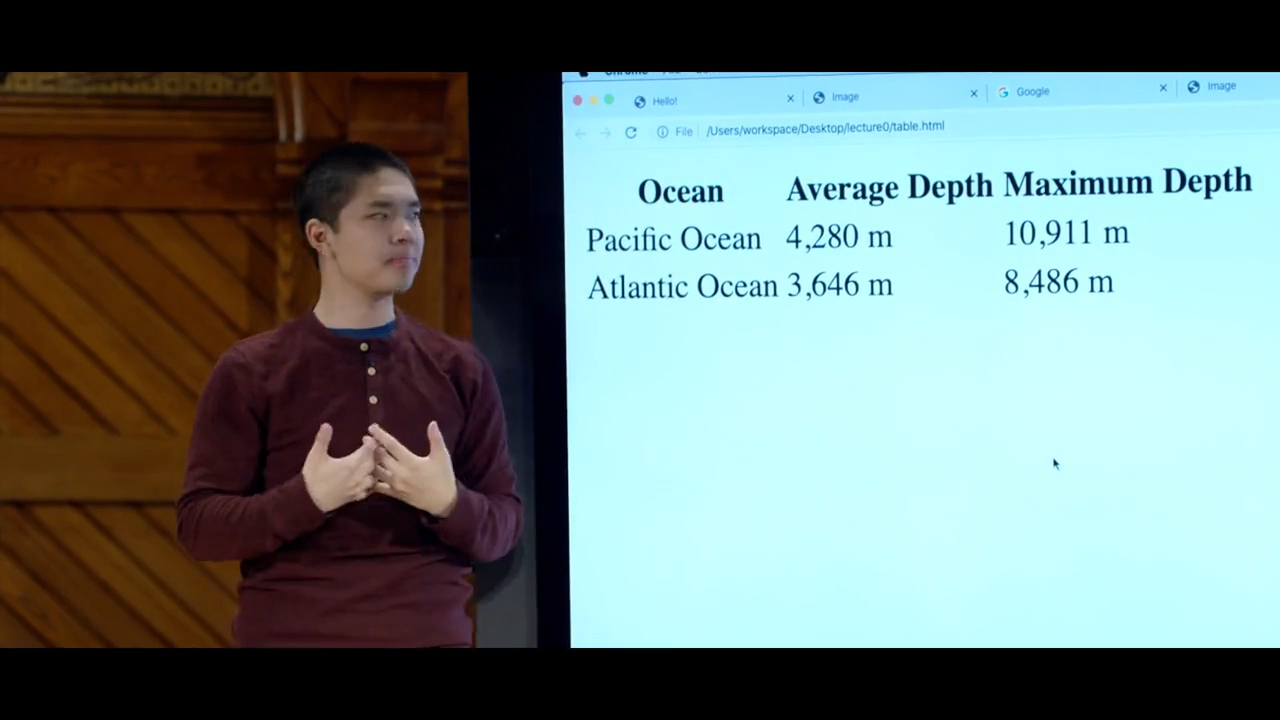 Hello!
Image
Google
Image
File /Users/workspace/Desktop/lecture0/table.html
Ocean Average Depth Maximum Depth
Pacific Ocean 4,280 m 10,911 m
Atlantic Ocean 3,646 m 8,486 m